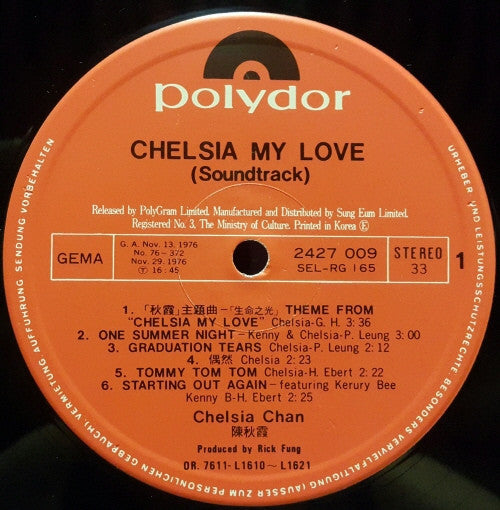 polydor
CHELSIA MY LOVE
(Soundtrack)
Released by PolyGram Limited. Manufactured and Distributed by Sung Eum Limited.
Registered No. 3, The Ministry of Culture. Printed in Korea Ⓔ
GEMA
G. A. Nov. 13. 1976
No. 76-372
Nov. 29. 1976
Ⓣ 16:45
2427 009
SEL-RG 165
STEREO
33
1
1. 「秋霞」主題曲-「生命之光」 THEME FROM
"CHELSIA MY LOVE" Chelsia-G. H. 3:36
2. ONE SUMMER NIGHT - Kenny & Chelsia-P. Leung 3:00
3. GRADUATION TEARS Chelsia-P. Leung 2:12
4. 偶然 Chelsia 2:23
5. TOMMY TOM TOM Chelsia-H. Ebert 2:22
6. STARTING OUT AGAIN - featuring Kerury Bee
Kenny B-H. Ebert 2:25
Chelsia Chan
陳秋霞
Produced by Rick Fung
OR. 7611-L1610~L1621
URHEBER- UND LEISTUNGSSCHUTZRECHTE BESONDERS VERVIELFALTIGUNG (AUSSER ZUM PERSONLICHEN GEBRAUCH), VERMIETUNG AUFFUHRUNG SENDUNG VORBEHALTEN